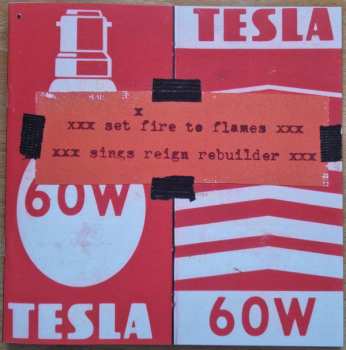 TESLA
x
xxx set fire to flames xxx
xxx sings reign rebuilder xxx
60W
TESLA
60W